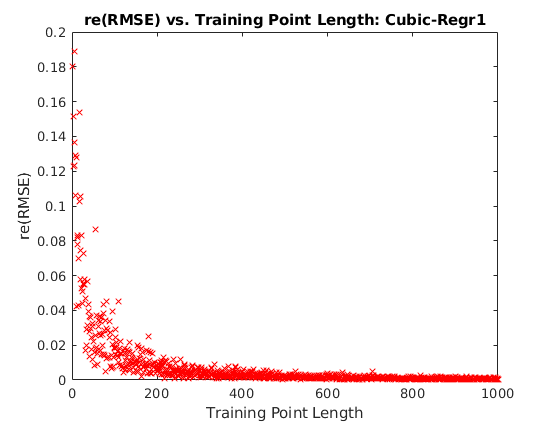 re(RMSE) vs. Training Point Length: Cubic-Regr1
0.2
0.18
0.16
0.14
0.12
0.1
0.08
0.06
0.04
0.02
0
re(RMSE)
0 200 400 600 800 1000
Training Point Length